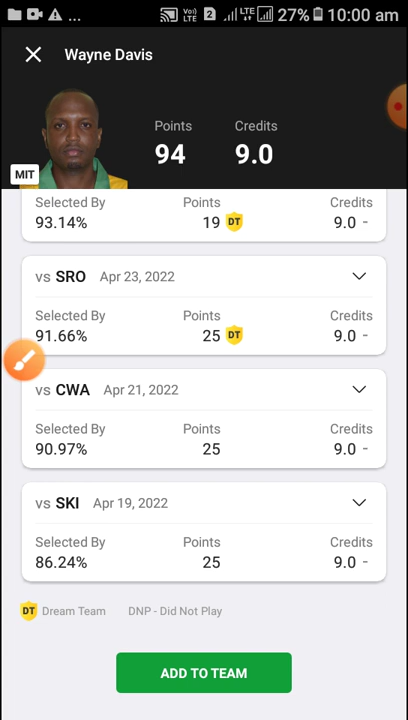 ... Vo)) LTE 2 LTE 27% 10:00 am
Wayne Davis
Points Credits
94 9.0
MIT
Selected By Points Credits
93.14% 19 DT 9.0 -
vs SRO Apr 23, 2022
Selected By Points Credits
91.66% 25 DT 9.0 -
vs CWA Apr 21, 2022
Selected By Points Credits
90.97% 25 9.0 -
vs SKI Apr 19, 2022
Selected By Points Credits
86.24% 25 9.0 -
DT Dream Team DNP - Did Not Play
ADD TO TEAM